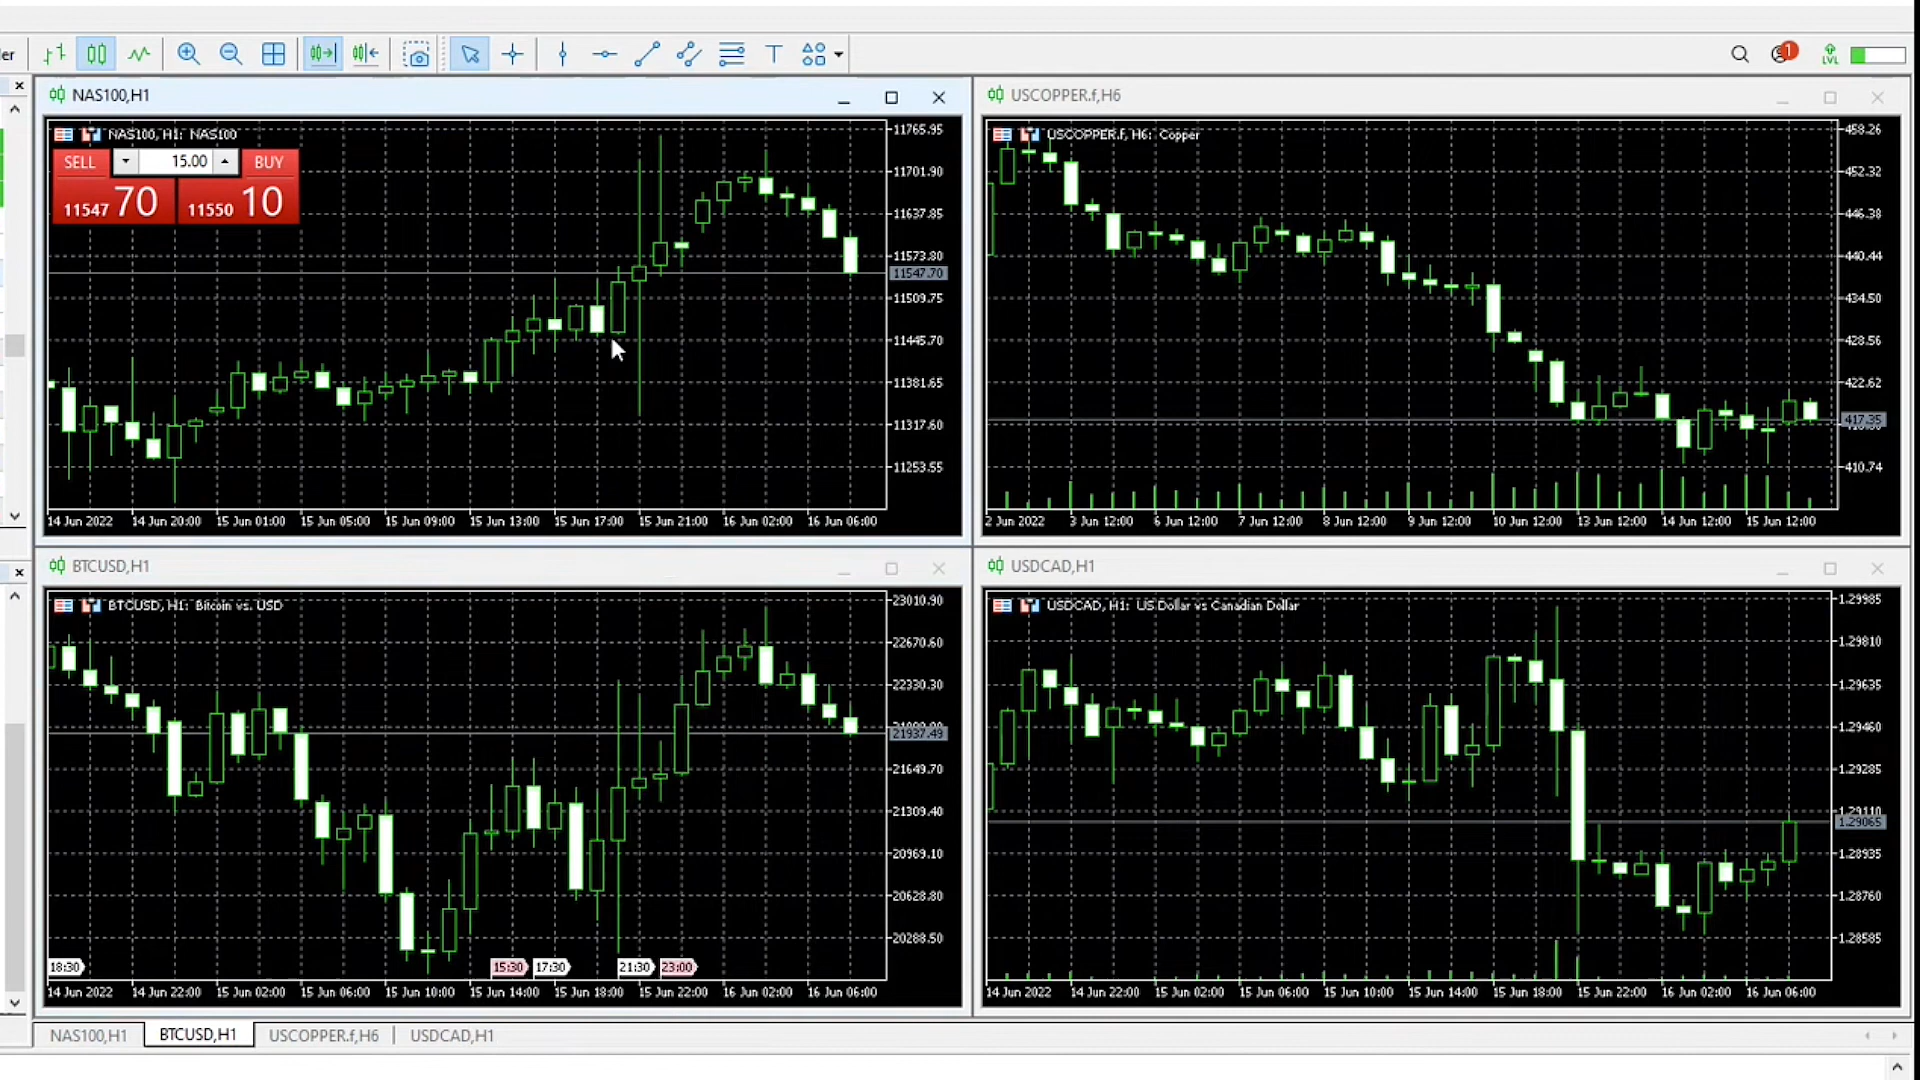 er
1
LVL
NAS100,H1
NAS100, H1: NAS100
SELL 15.00 BUY
11547 70 11550 10
11765.95
11701.90
11637.85
11573.80
11547.70
11509.75
11445.70
11381.65
11317.60
11253.55
14 Jun 2022 14 Jun 20:00 15 Jun 01:00 15 Jun 05:00 15 Jun 09:00 15 Jun 13:00 15 Jun 17:00 15 Jun 21:00 16 Jun 02:00 16 Jun 06:00
USCOPPER.f,H6
USCOPPER.f, H6: Copper
458.26
452.32
446.38
440.44
434.50
428.56
422.62
417.35
410.74
2 Jun 2022 3 Jun 12:00 6 Jun 12:00 7 Jun 12:00 8 Jun 12:00 9 Jun 12:00 10 Jun 12:00 13 Jun 12:00 14 Jun 12:00 15 Jun 12:00
BTCUSD,H1
BTCUSD, H1: Bitcoin vs. USD
23010.90
22670.60
22330.30
21937.49
21649.70
21309.40
20969.10
20628.80
20288.50
18:30 15:30 17:30 21:30 23:00
14 Jun 2022 14 Jun 22:00 15 Jun 02:00 15 Jun 06:00 15 Jun 10:00 15 Jun 14:00 15 Jun 18:00 15 Jun 22:00 16 Jun 02:00 16 Jun 06:00
USDCAD,H1
USDCAD, H1: US Dollar vs Canadian Dollar
1.29985
1.29810
1.29635
1.29460
1.29285
1.29110
1.29065
1.28935
1.28760
1.28585
14 Jun 2022 14 Jun 22:00 15 Jun 02:00 15 Jun 06:00 15 Jun 10:00 15 Jun 14:00 15 Jun 18:00 15 Jun 22:00 16 Jun 02:00 16 Jun 06:00
NAS100,H1 BTCUSD,H1 USCOPPER.f,H6 USDCAD,H1